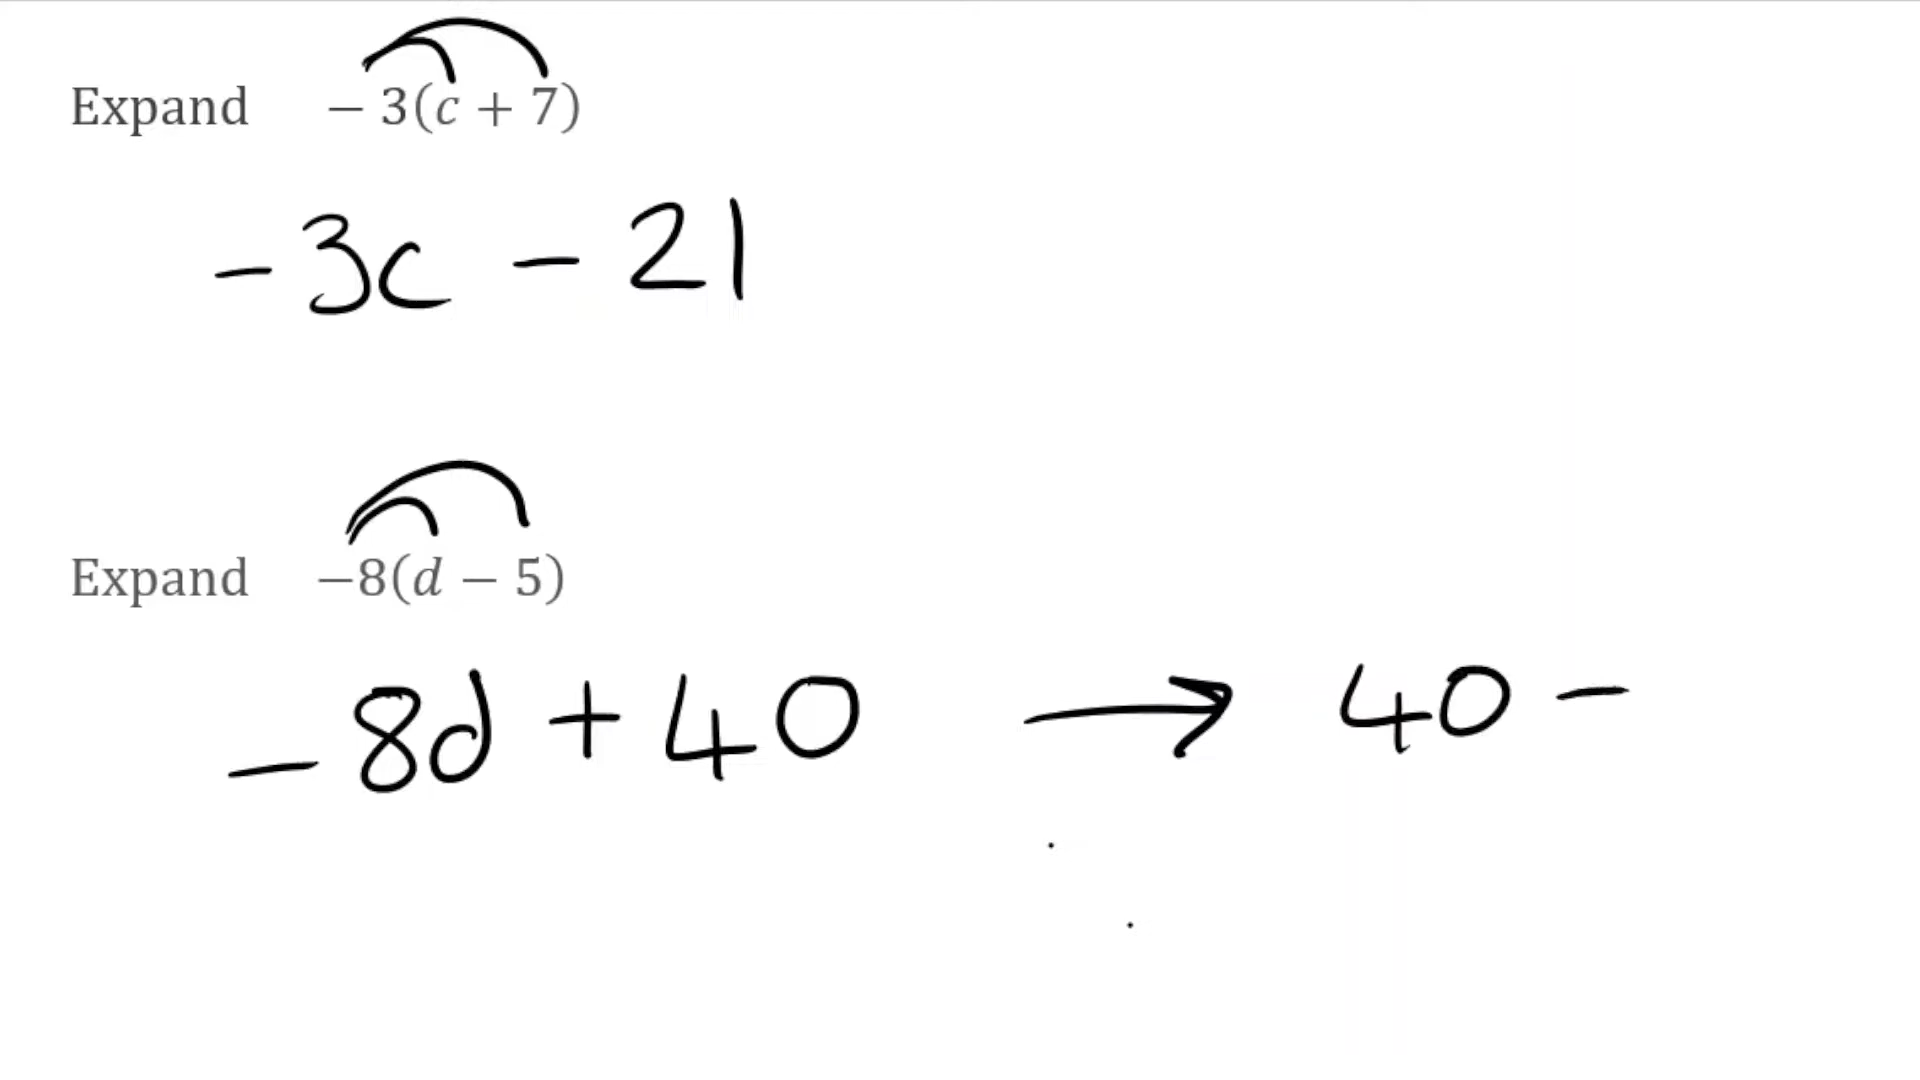 Expand − 3(c + 7)
−3c − 21
Expand −8(d − 5)
−8d + 40 → 40 −